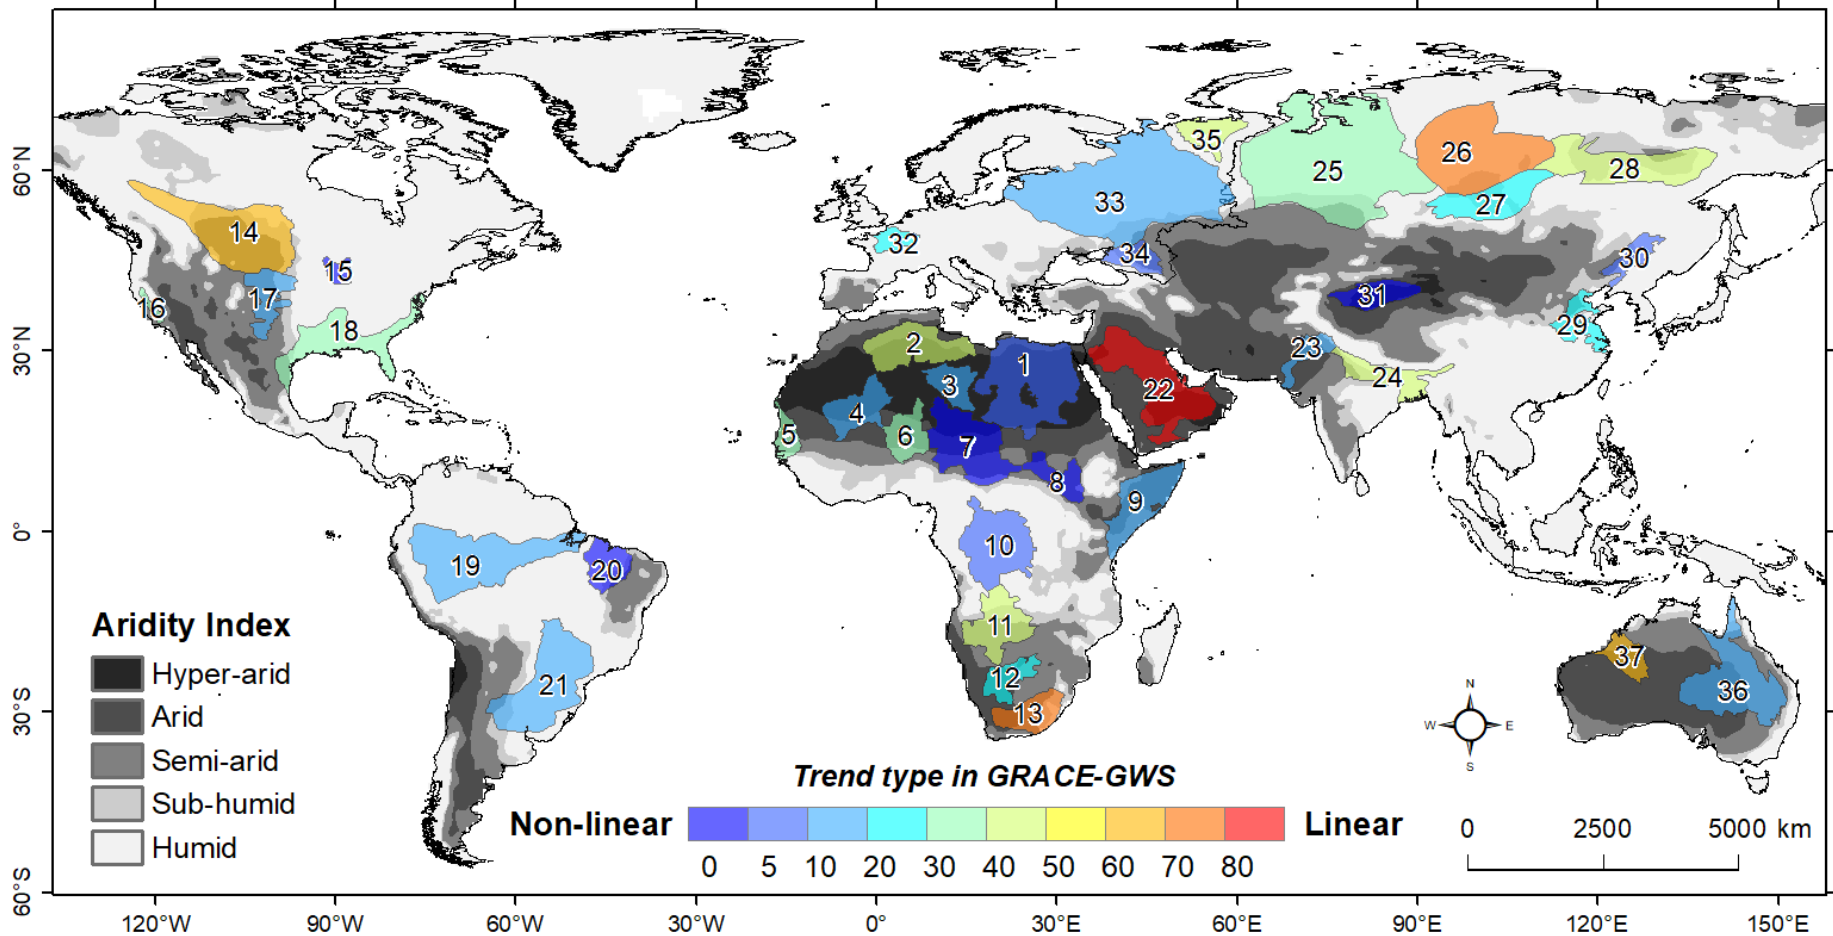 35
26
25
28
27
33
14
32
34
30
15
31
17
16
29
18
2
23
1
24
3
22
4
5
6
7
8
9
10
19
20
11
37
12
21
36
13
60°N
30°N
0°
30°S
60°S
Aridity Index
Hyper-arid
Arid
Semi-arid
Sub-humid
Humid
N
W E
S
Trend type in GRACE-GWS
Non-linear Linear
0 5 10 20 30 40 50 60 70 80
0 2500 5000 km
120°W 90°W 60°W 30°W 0° 30°E 60°E 90°E 120°E 150°E